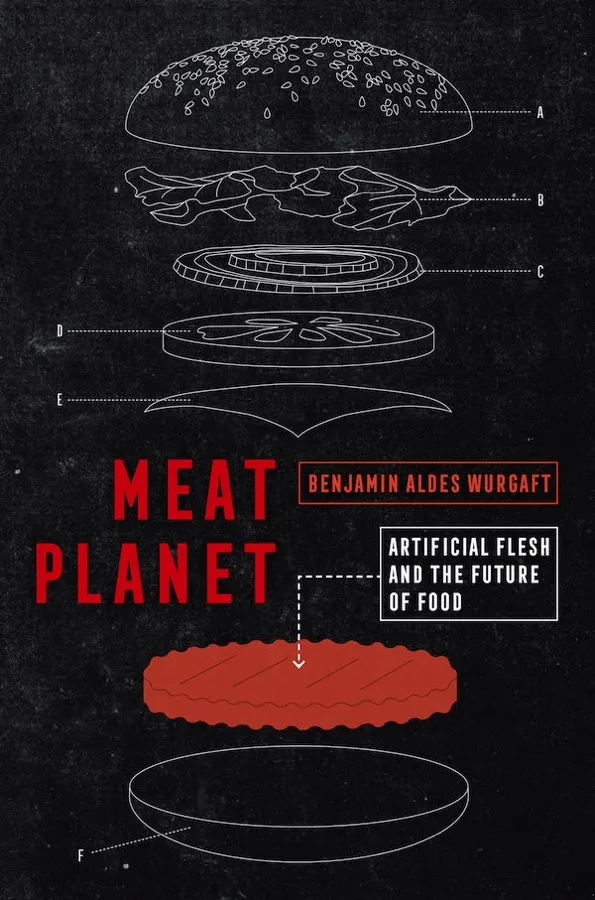 A
B
C
D
E
MEAT
PLANET
BENJAMIN ALDES WURGAFT
ARTIFICIAL FLESH
AND THE FUTURE
OF FOOD
F